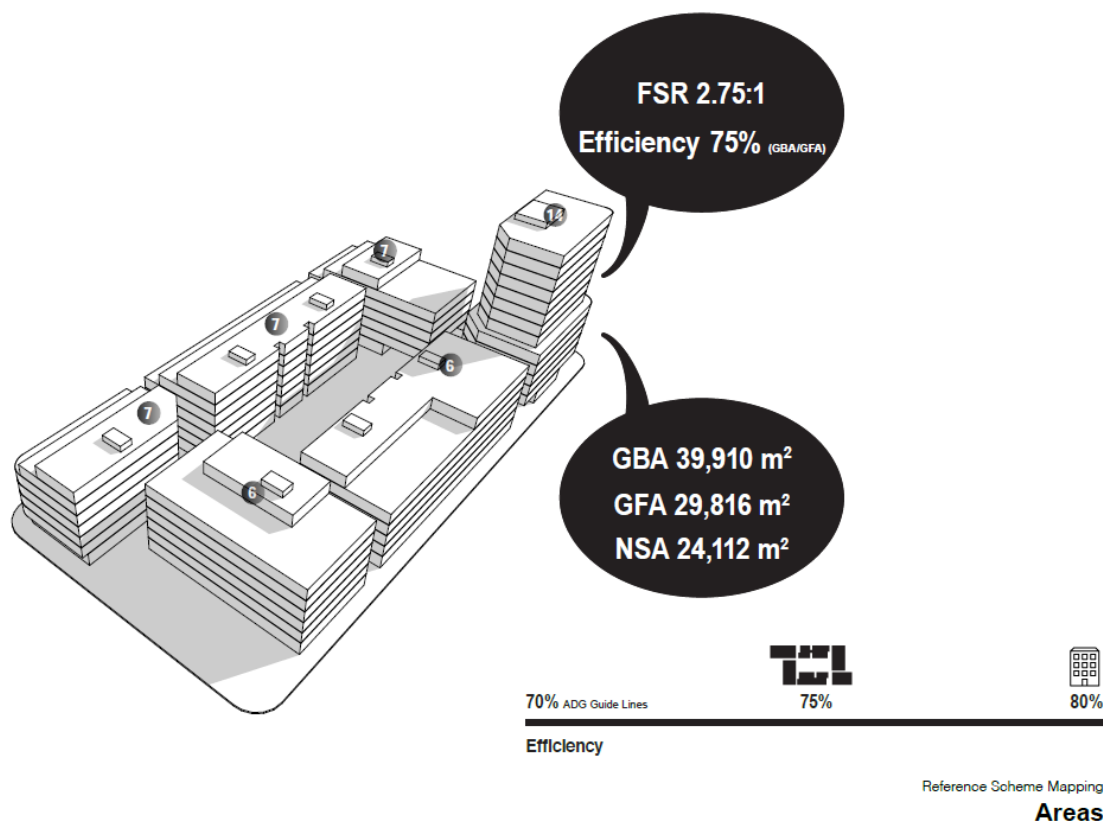 FSR 2.75:1
Efficiency 75% (GBA/GFA)
14
7
7
6
7
6
GBA 39,910 m²
GFA 29,816 m²
NSA 24,112 m²
70% ADG Guide Lines
75%
80%
Efficiency
Reference Scheme Mapping
Areas